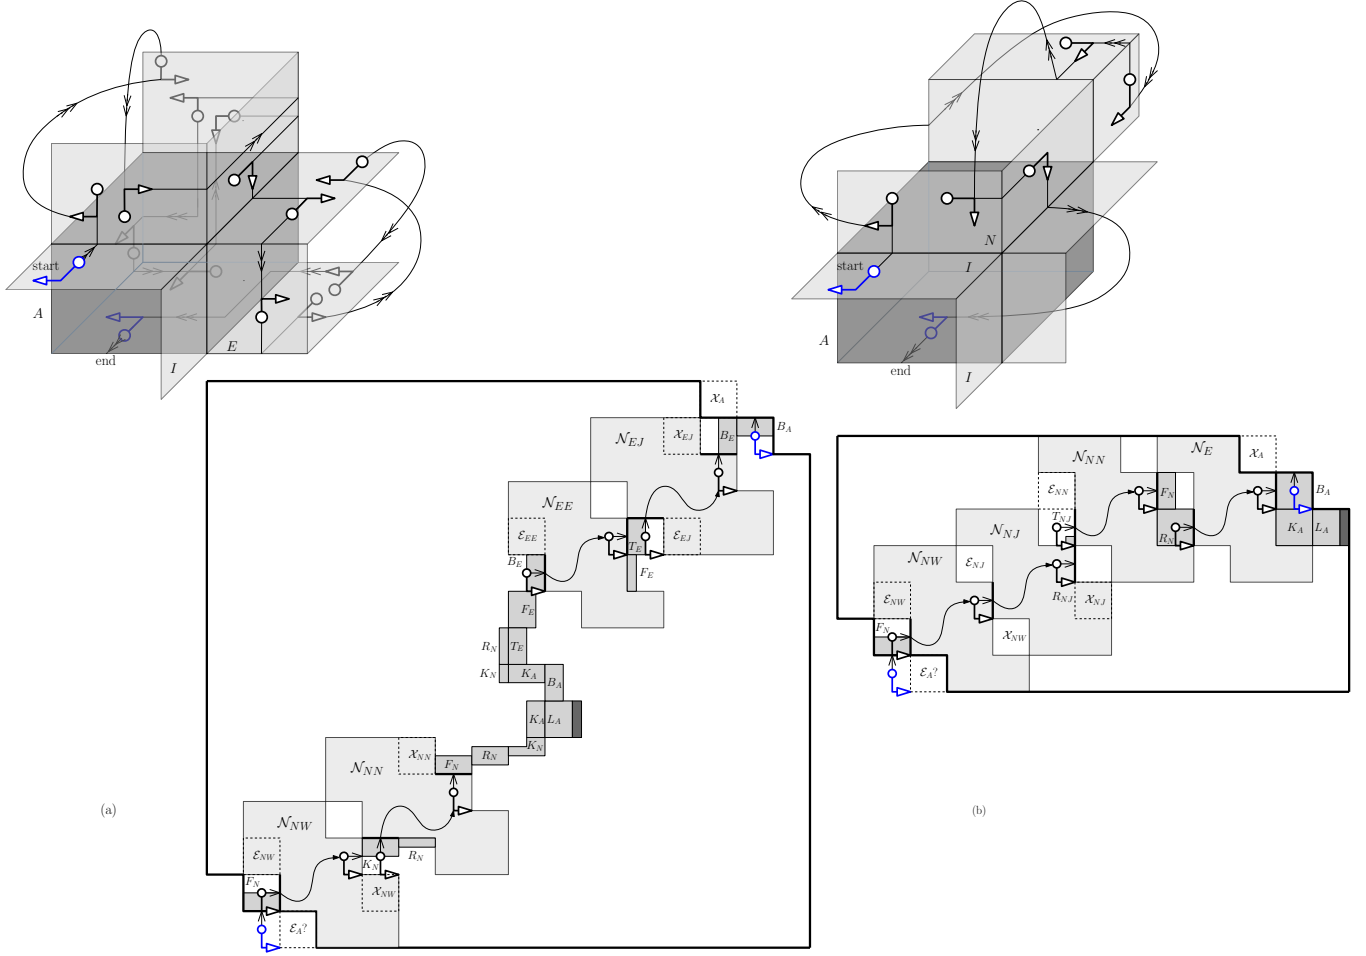 start
A
end
I
E
N
I
start
A
end
I
𝒳_A
𝒩_EJ
𝒳_EJ
B_E
B_A
𝒩_EE
ℰ_EE
T_E
ℰ_EJ
B_E
F_E
F_E
R_N
T_E
K_N
K_A
B_A
K_A
L_A
K_N
𝒩_NN
𝒳_NN
F_N
R_N
𝒩_NW
ℰ_NW
K_N
R_N
F_N
𝒳_NW
ℰ_A?
(a)
𝒩_NN
𝒩_E
𝒳_A
ℰ_NN
F_N
B_A
𝒩_NJ
T_NJ
R_N
K_A
L_A
𝒩_NW
ℰ_NJ
ℰ_NW
R_NJ
𝒳_NJ
F_N
𝒳_NW
ℰ_A?
(b)